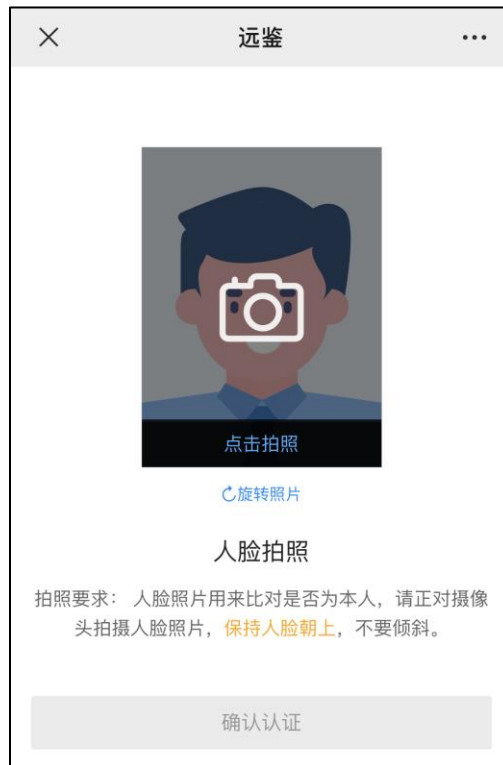 远鉴
点击拍照
旋转照片
人脸拍照
拍照要求： 人脸照片用来比对是否为本人，请正对摄像
头拍摄人脸照片，保持人脸朝上，不要倾斜。
确认认证